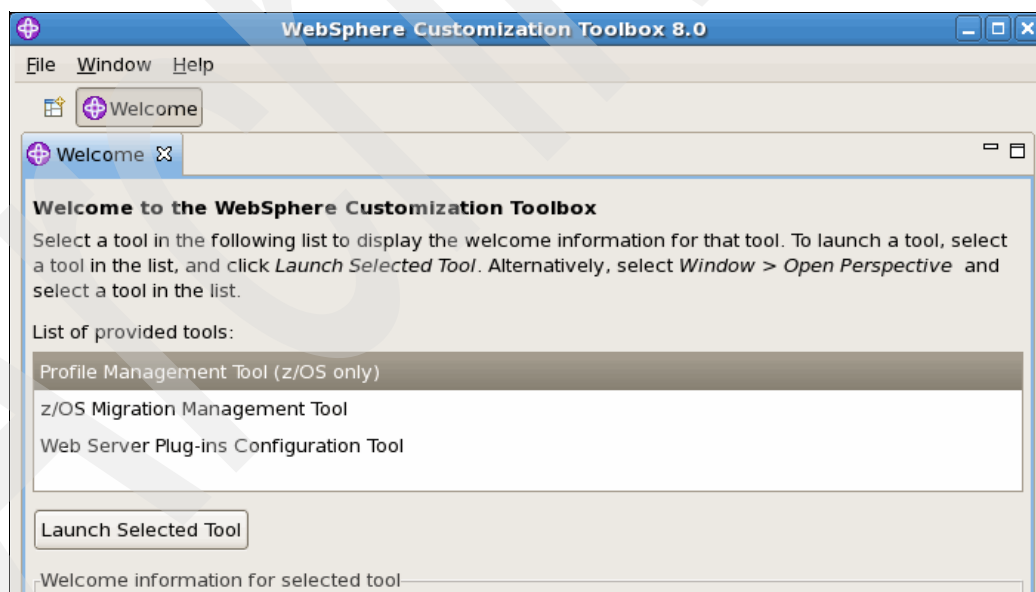 WebSphere Customization Toolbox 8.0
File Window Help
Welcome
Welcome
Welcome to the WebSphere Customization Toolbox
Select a tool in the following list to display the welcome information for that tool. To launch a tool, select
a tool in the list, and click Launch Selected Tool. Alternatively, select Window > Open Perspective and
select a tool in the list.
List of provided tools:
Profile Management Tool (z/OS only)
z/OS Migration Management Tool
Web Server Plug-ins Configuration Tool
Launch Selected Tool
Welcome information for selected tool